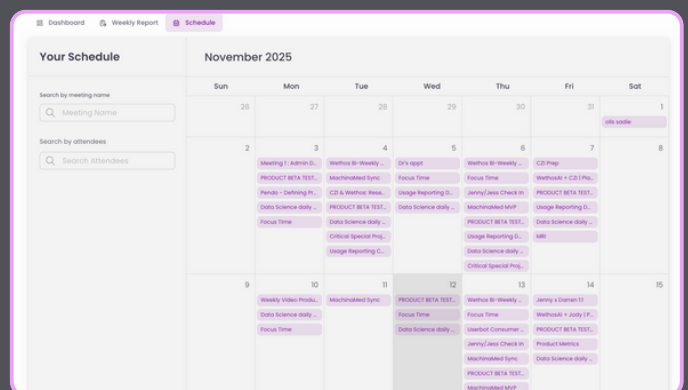 Dashboard
Weekly Report
Schedule
Your Schedule
Search by meeting name
Meeting Name
Search by attendees
Search Attendees
November 2025
Sun Mon Tue Wed Thu Fri Sat
26 27 28 29 30 31 1
olls sadie
2 3 4 5 6 7 8
Meeting 1 : Admin D...
PRODUCT BETA TEST...
Pendo - Defining Pr...
Data Science daily ...
Focus Time
Wethos Bi-Weekly ...
MachinaMed Sync
CZI & Wethos: Rese...
PRODUCT BETA TEST...
Data Science daily ...
Critical Special Proj...
Usage Reporting C...
Dr's appt
Focus Time
Usage Reporting D...
Data Science daily ...
Wethos Bi-Weekly ...
Focus Time
Jenny/Jess Check in
MachinaMed MVP
PRODUCT BETA TEST...
Usage Reporting D...
Data Science daily ...
Critical Special Proj...
CZI Prep
WethosAI + CZI | Pla...
PRODUCT BETA TEST...
Usage Reporting D...
Data Science daily ...
MRI
9 10 11 12 13 14 15
Weekly Video Produ...
Data Science daily ...
Focus Time
MachinaMed Sync
PRODUCT BETA TEST...
Focus Time
Data Science daily ...
Wethos Bi-Weekly ...
Focus Time
Userbot Consumer ...
Jenny/Jess Check in
MachinaMed Sync
PRODUCT BETA TEST...
MachinaMed MVP
Jenny x Darren 1:1
WethosAI + Jody | P...
PRODUCT BETA TEST...
Product Metrics
Data Science daily ...